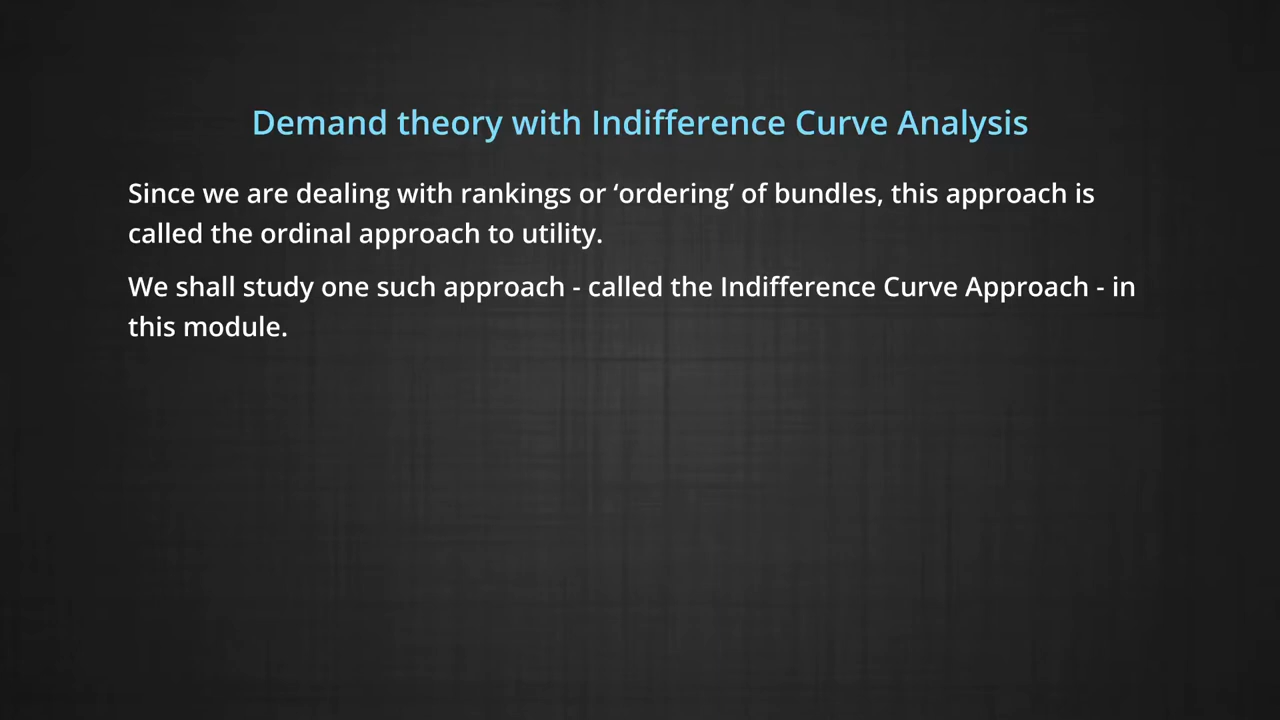 Demand theory with Indifference Curve Analysis
Since we are dealing with rankings or ‘ordering’ of bundles, this approach is
called the ordinal approach to utility.
We shall study one such approach - called the Indifference Curve Approach - in
this module.